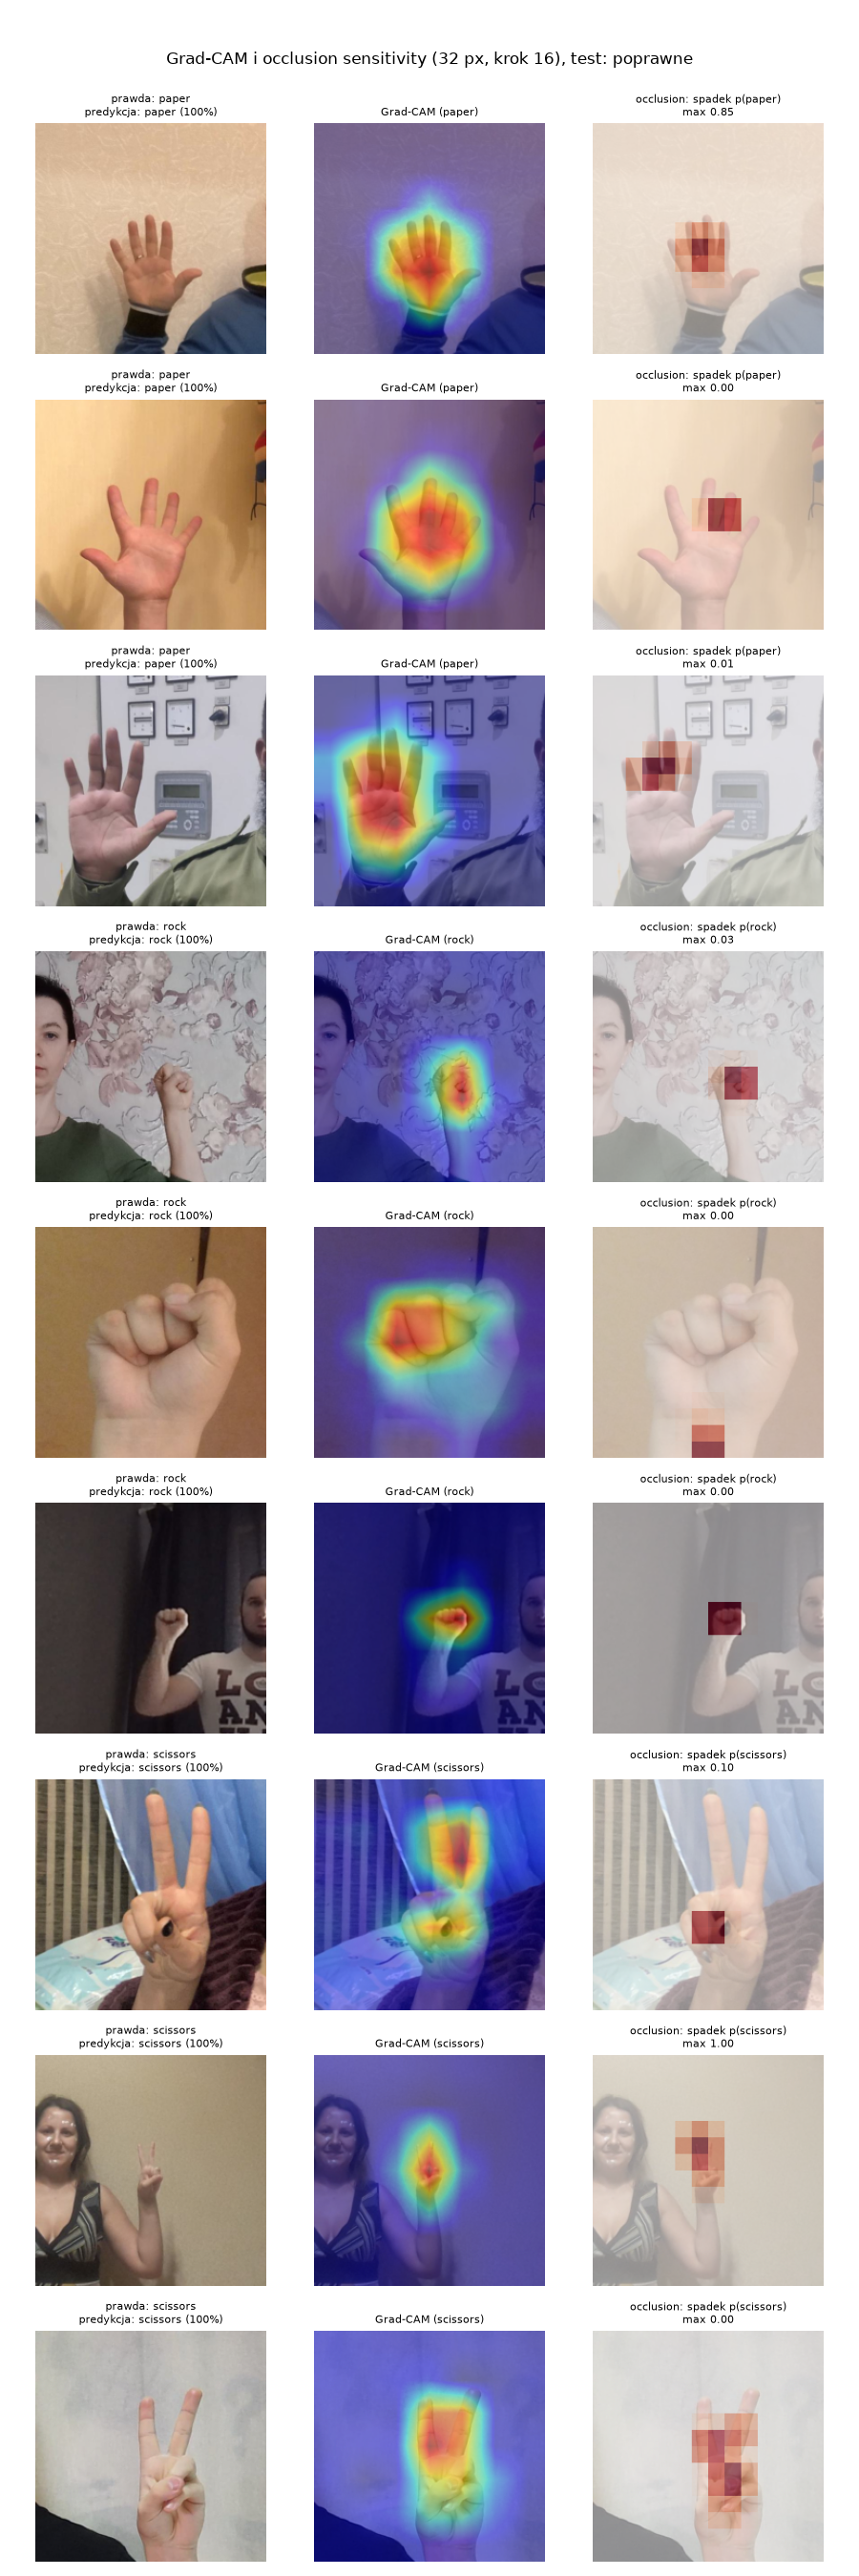 Grad-CAM i occlusion sensitivity (32 px, krok 16), test: poprawne
prawda: paper
predykcja: paper (100%)
Grad-CAM (paper)
occlusion: spadek p(paper)
max 0.85
prawda: paper
predykcja: paper (100%)
Grad-CAM (paper)
occlusion: spadek p(paper)
max 0.00
prawda: paper
predykcja: paper (100%)
Grad-CAM (paper)
occlusion: spadek p(paper)
max 0.01
prawda: rock
predykcja: rock (100%)
Grad-CAM (rock)
occlusion: spadek p(rock)
max 0.03
prawda: rock
predykcja: rock (100%)
Grad-CAM (rock)
occlusion: spadek p(rock)
max 0.00
prawda: rock
predykcja: rock (100%)
Grad-CAM (rock)
occlusion: spadek p(rock)
max 0.00
LO
AN
LO
AN
LO
AN
prawda: scissors
predykcja: scissors (100%)
Grad-CAM (scissors)
occlusion: spadek p(scissors)
max 0.10
prawda: scissors
predykcja: scissors (100%)
Grad-CAM (scissors)
occlusion: spadek p(scissors)
max 1.00
prawda: scissors
predykcja: scissors (100%)
Grad-CAM (scissors)
occlusion: spadek p(scissors)
max 0.00